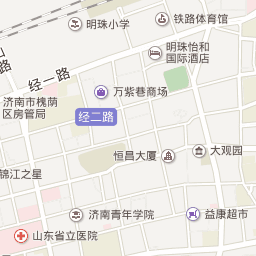 明珠小学
铁路体育馆
明珠怡和
国际酒店
山
路
经一路
万紫巷商场
济南市槐荫
区房管局
经二路
恒昌大厦
大观园
锦江之星
济南青年学院
益康超市
山东省立医院